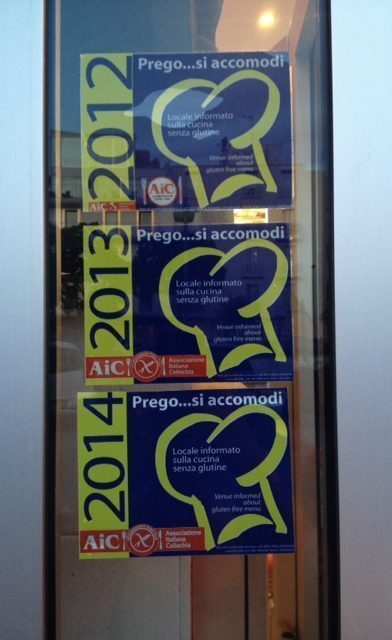 2012
Prego...si accomodi
Locale informato
sulla cucina
senza glutine
Venue informed
about
gluten free menu
AiC
AiC
2013
Prego...si accomodi
Locale informato
sulla cucina
senza glutine
Venue informed
about
gluten free menu
AiC
Associazione
Italiana
Celiachia
2014
Prego...si accomodi
Locale informato
sulla cucina
senza glutine
Venue informed
about
gluten free menu
AiC
Associazione
Italiana
Celiachia